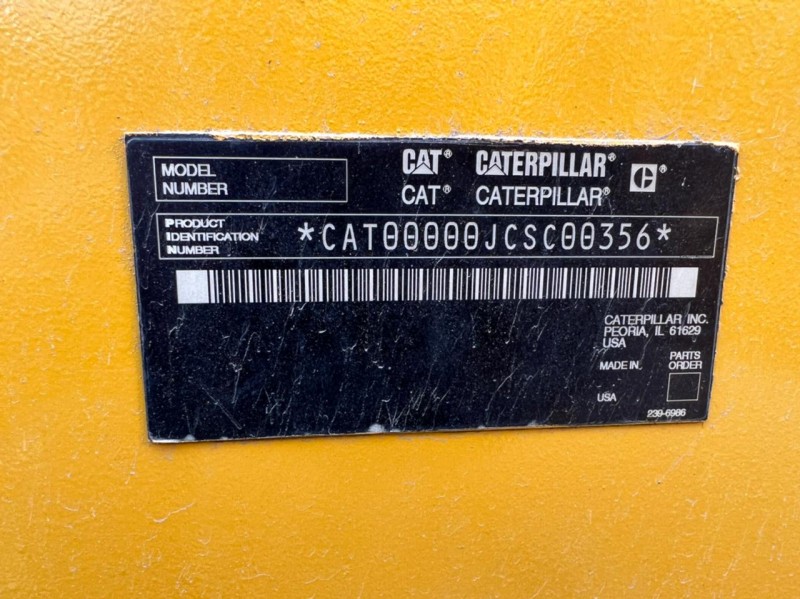 MODEL
NUMBER
CAT® CATERPILLAR® C®
CAT® CATERPILLAR®
PRODUCT
IDENTIFICATION
NUMBER
*CAT00000JCSC00356*
CATERPILLAR INC.
PEORIA, IL 61629
USA
MADE IN
USA
PARTS
ORDER
239-6986